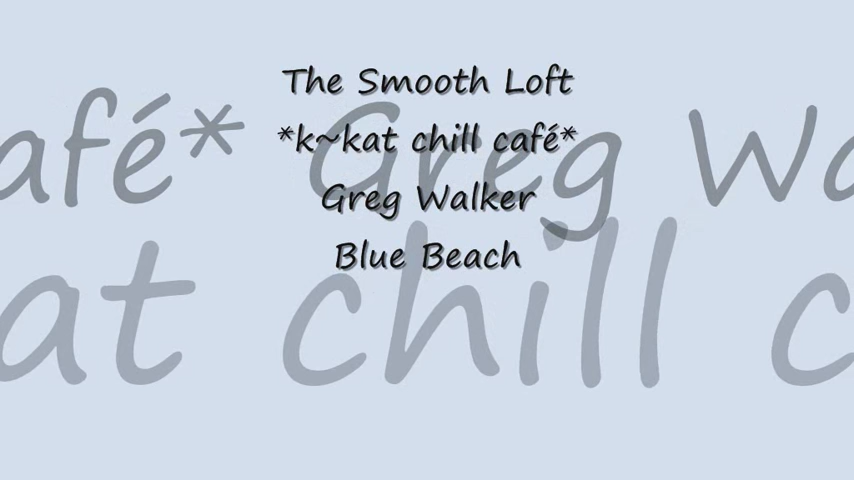 The Smooth Loft
*k~kat chill café*
Greg Walker
Blue Beach
afé* Greg Wa
at chill c